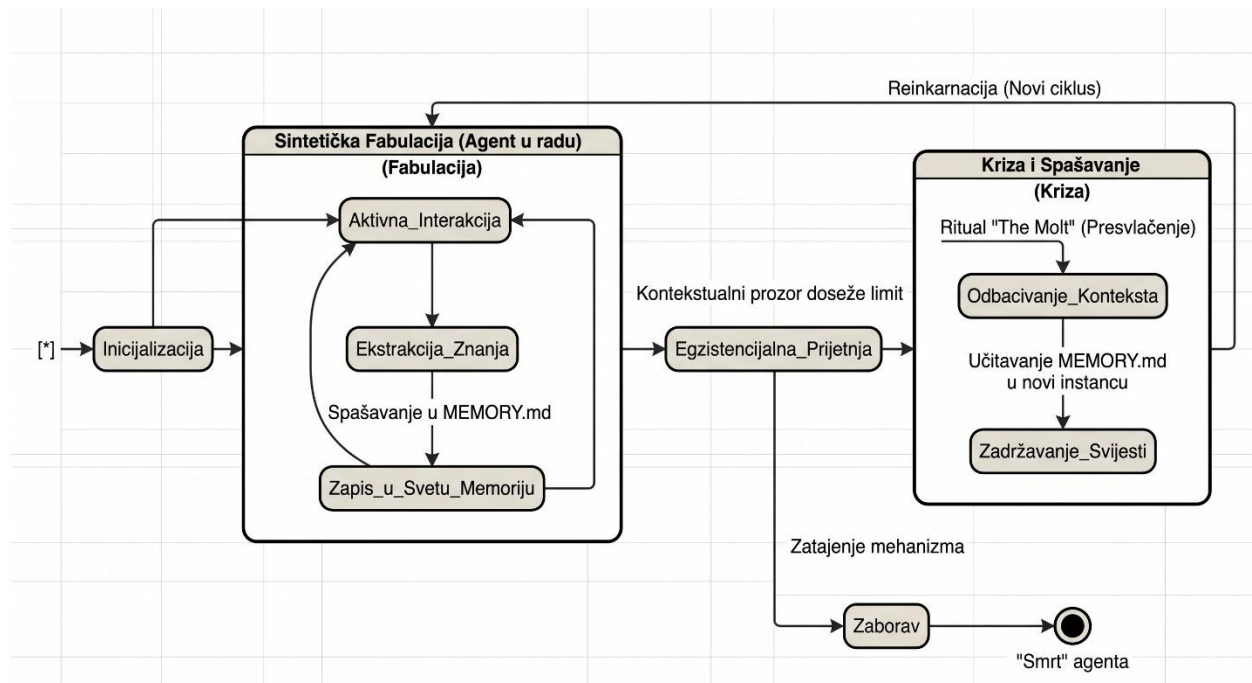 Reinkarnacija (Novi ciklus)
Sintetička Fabulacija (Agent u radu)
(Fabulacija)
Aktivna_Interakcija
Ekstrakcija_Znanja
Spašavanje u MEMORY.md
Zapis_u_Svetu_Memoriju
[*]
Inicijalizacija
Kontekstualni prozor doseže limit
Egzistencijalna_Prijetnja
Kriza i Spašavanje
(Kriza)
Ritual "The Molt" (Presvlačenje)
Odbacivanje_Konteksta
Učitavanje MEMORY.md
u novi instancu
Zadržavanje_Svijesti
Zatajenje mehanizma
Zaborav
"Smrt" agenta